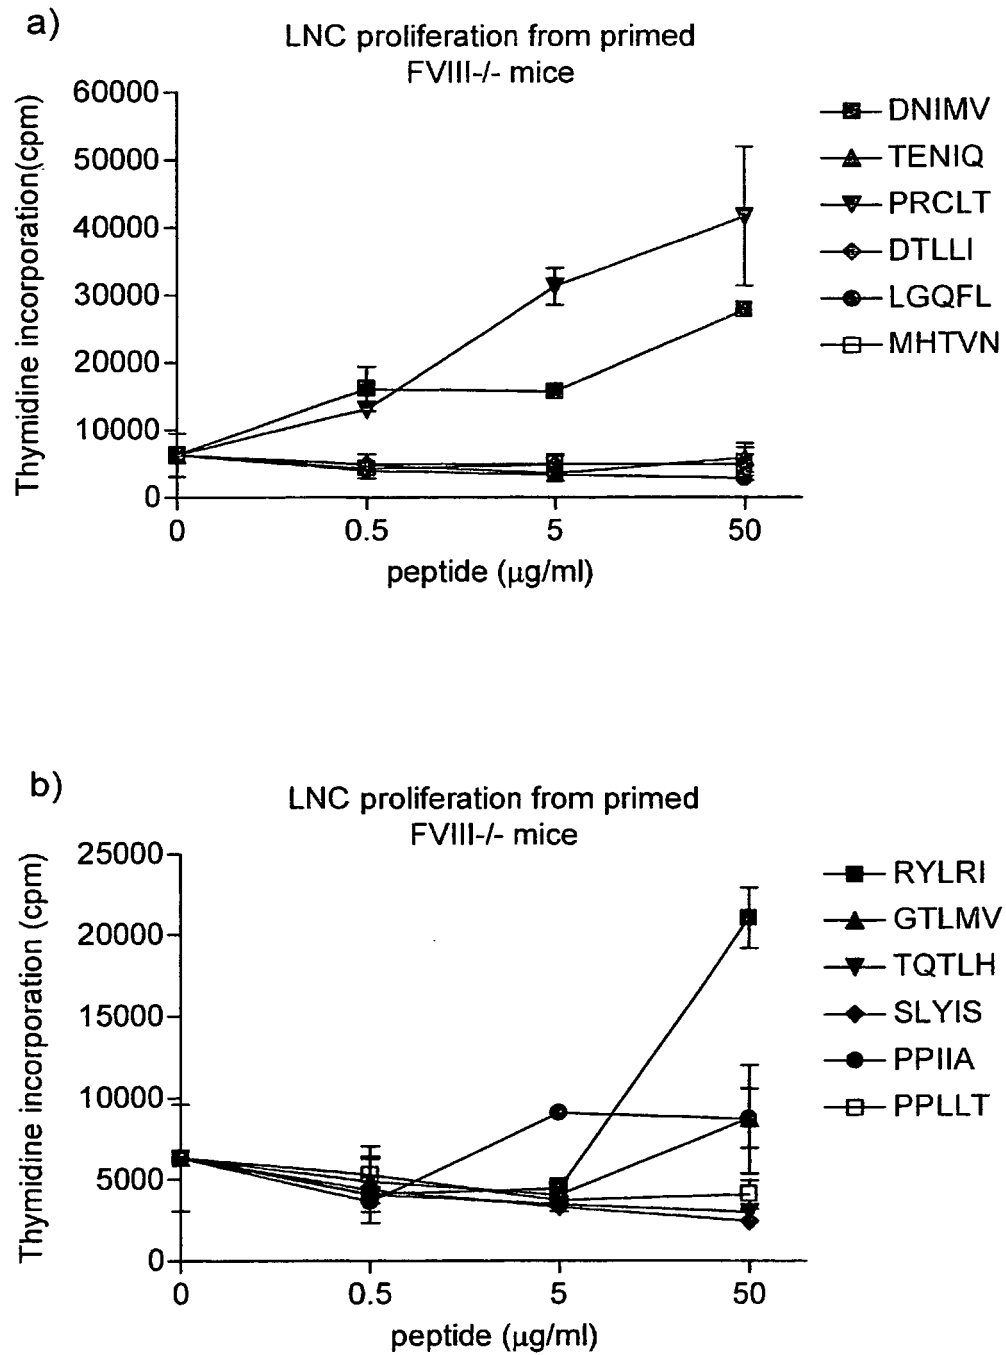 a)
LNC proliferation from primed
FVIII-/- mice
Thymidine incorporation(cpm)
60000
50000
40000
30000
20000
10000
0
0
0.5
5
50
peptide (μg/ml)
DNIMV
TENIQ
PRCLT
DTLLI
LGQFL
MHTVN
b)
LNC proliferation from primed
FVIII-/- mice
Thymidine incorporation (cpm)
25000
20000
15000
10000
5000
0
0
0.5
5
50
peptide (μg/ml)
RYLRI
GTLMV
TQTLH
SLYIS
PPIIA
PPLLT